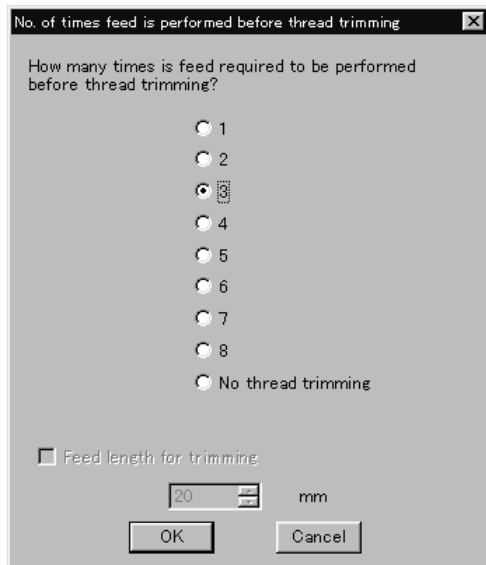 No. of times feed is performed before thread trimming
How many times is feed required to be performed
before thread trimming?
1
2
3
4
5
6
7
8
No thread trimming
Feed length for trimming
20 mm
OK Cancel